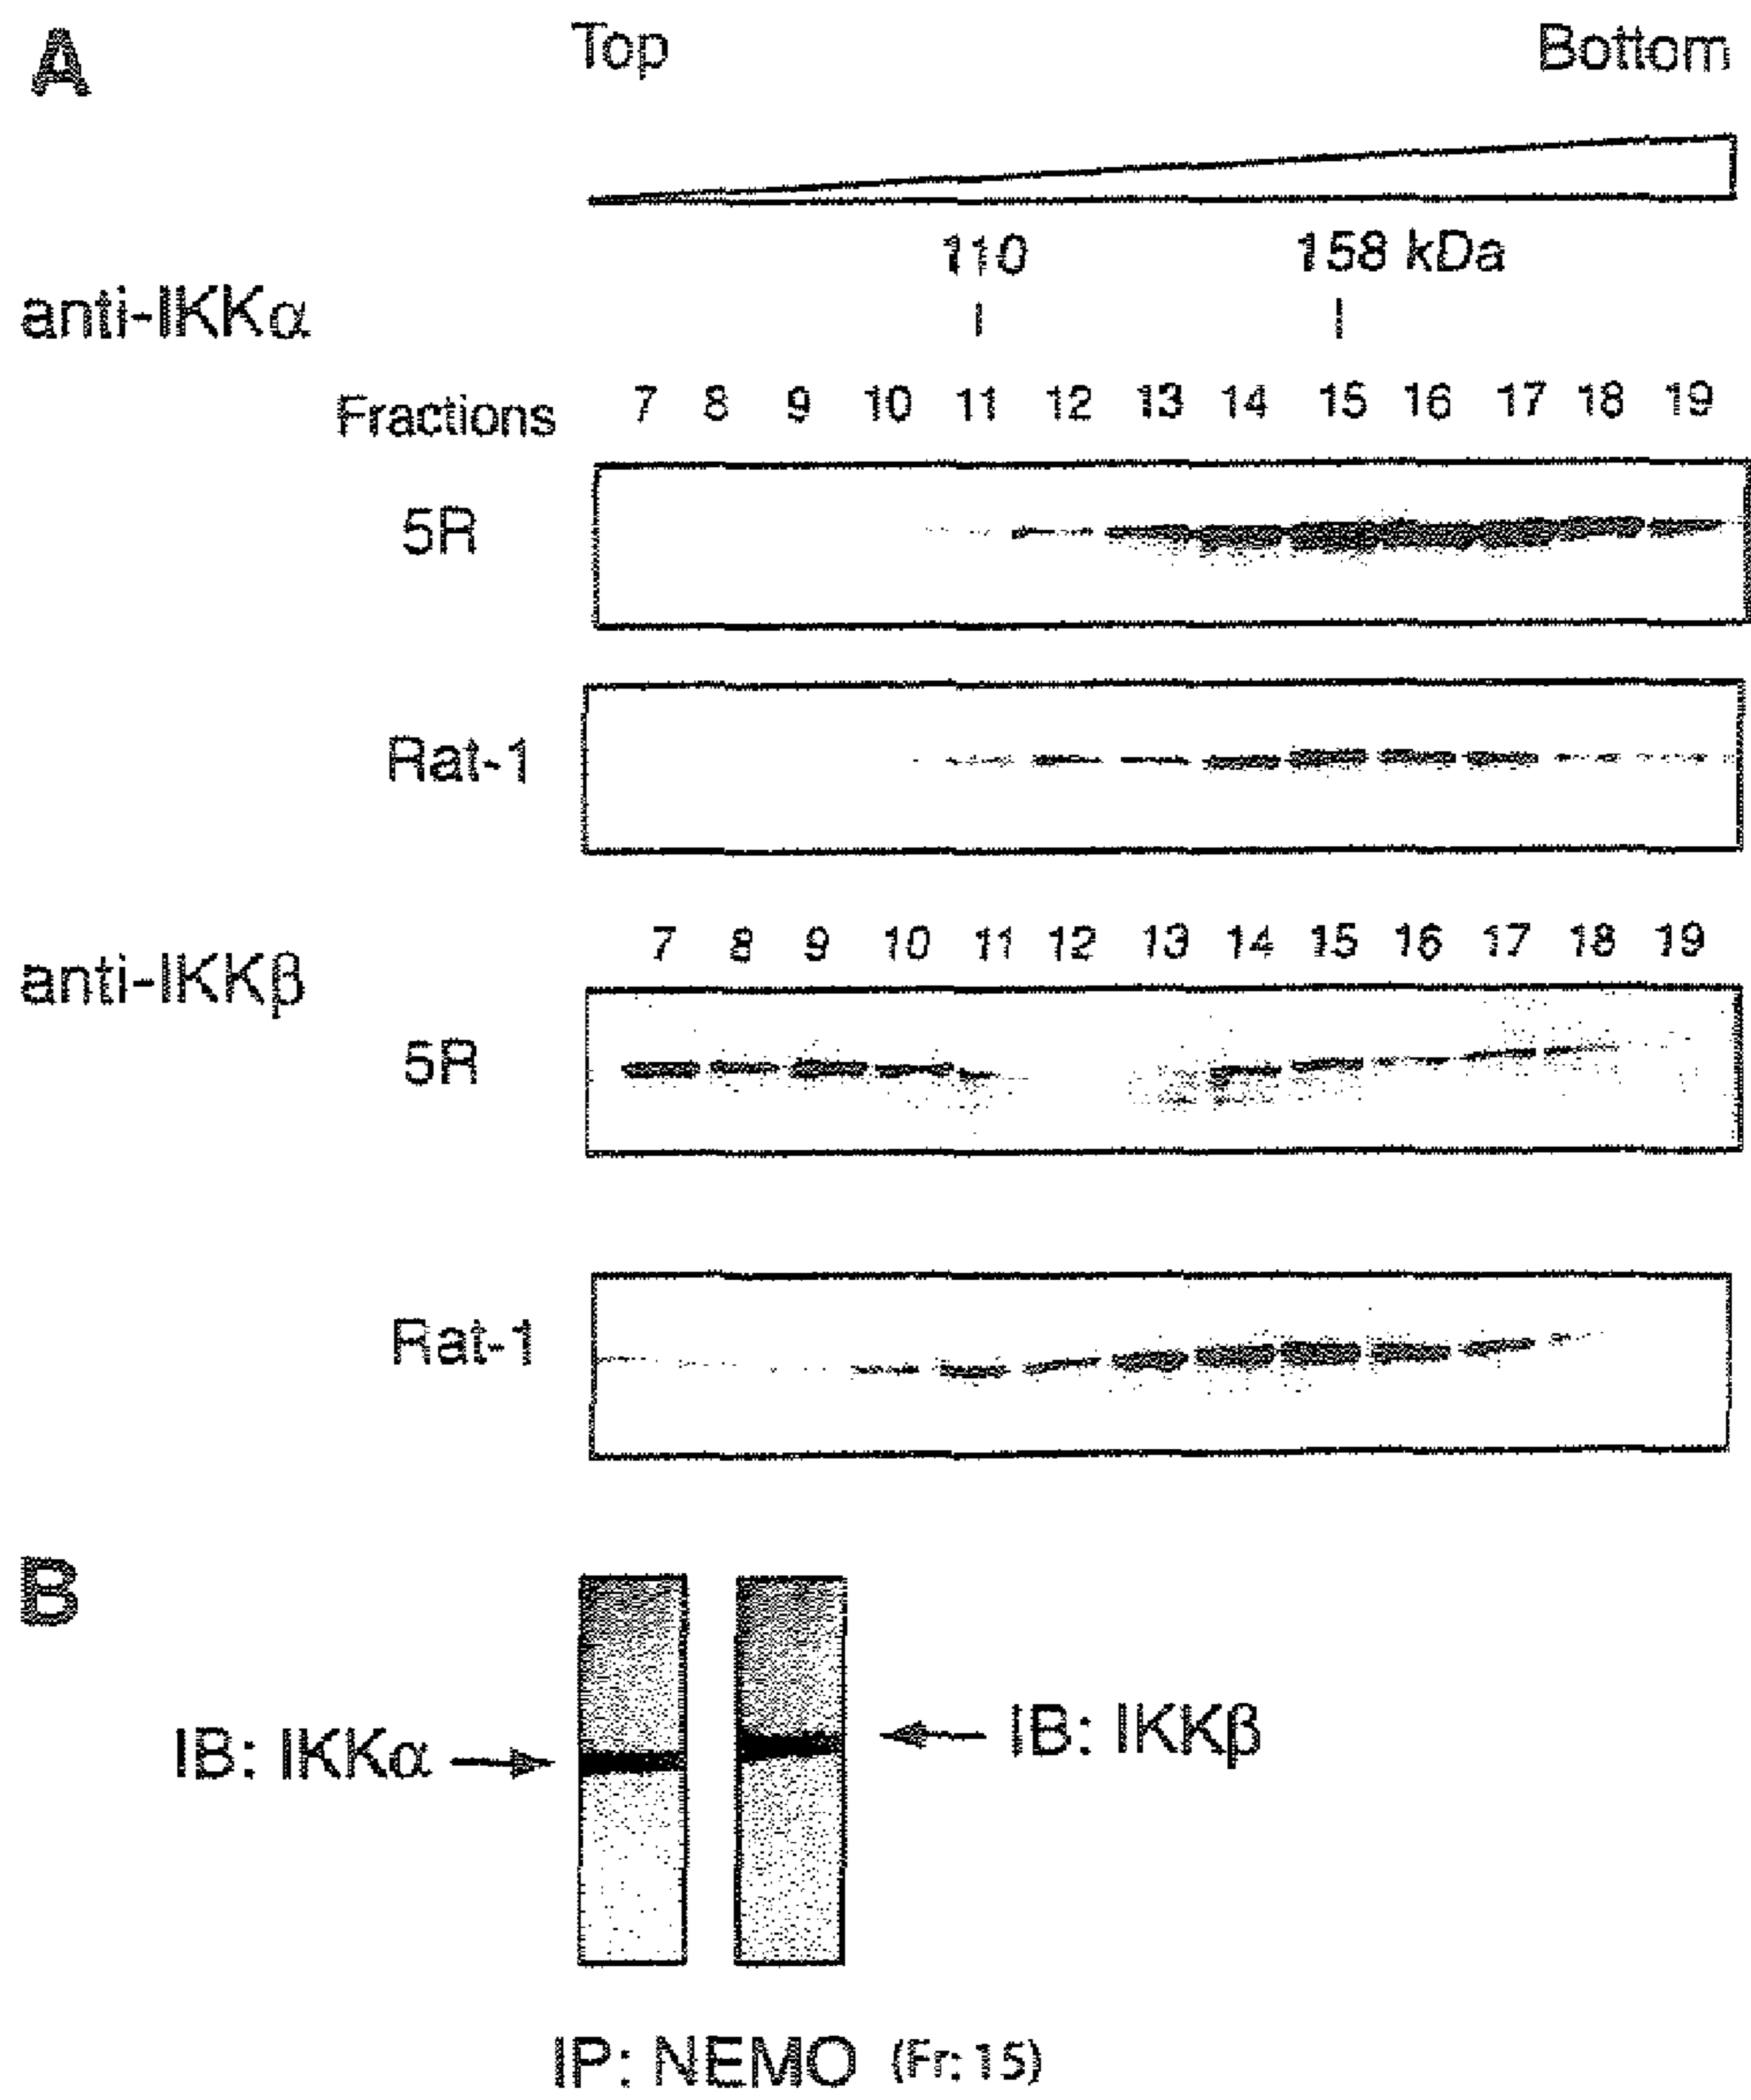 A
Top Bottom
110 158 kDa
anti-IKKα
Fractions 7 8 9 10 11 12 13 14 15 16 17 18 19
5R
Rat-1
7 8 9 10 11 12 13 14 15 16 17 18 19
anti-IKKβ
5R
Rat-1
B
IB: IKKα IB: IKKβ
IP: NEMO (Fr: 15)